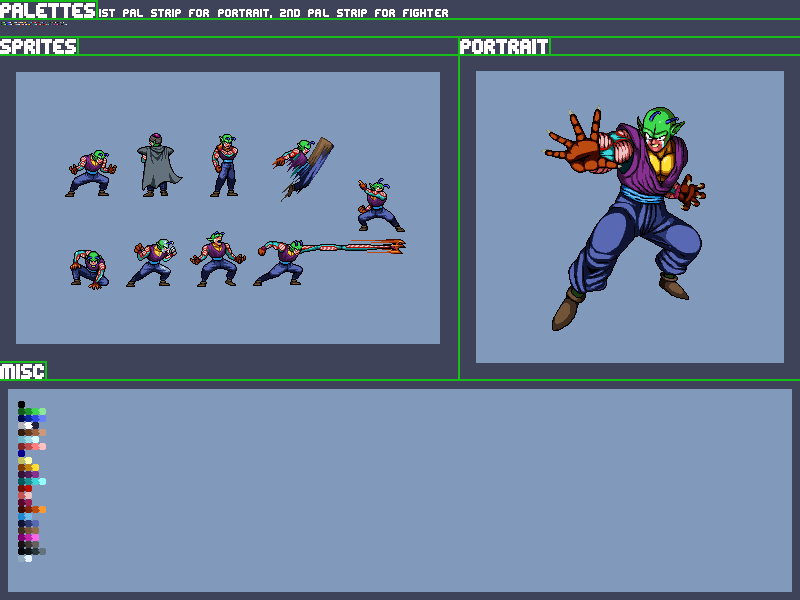 PALETTES 1ST PAL STRIP FOR PORTRAIT, 2ND PAL STRIP FOR FIGHTER
SPRITES
PORTRAIT
MISC